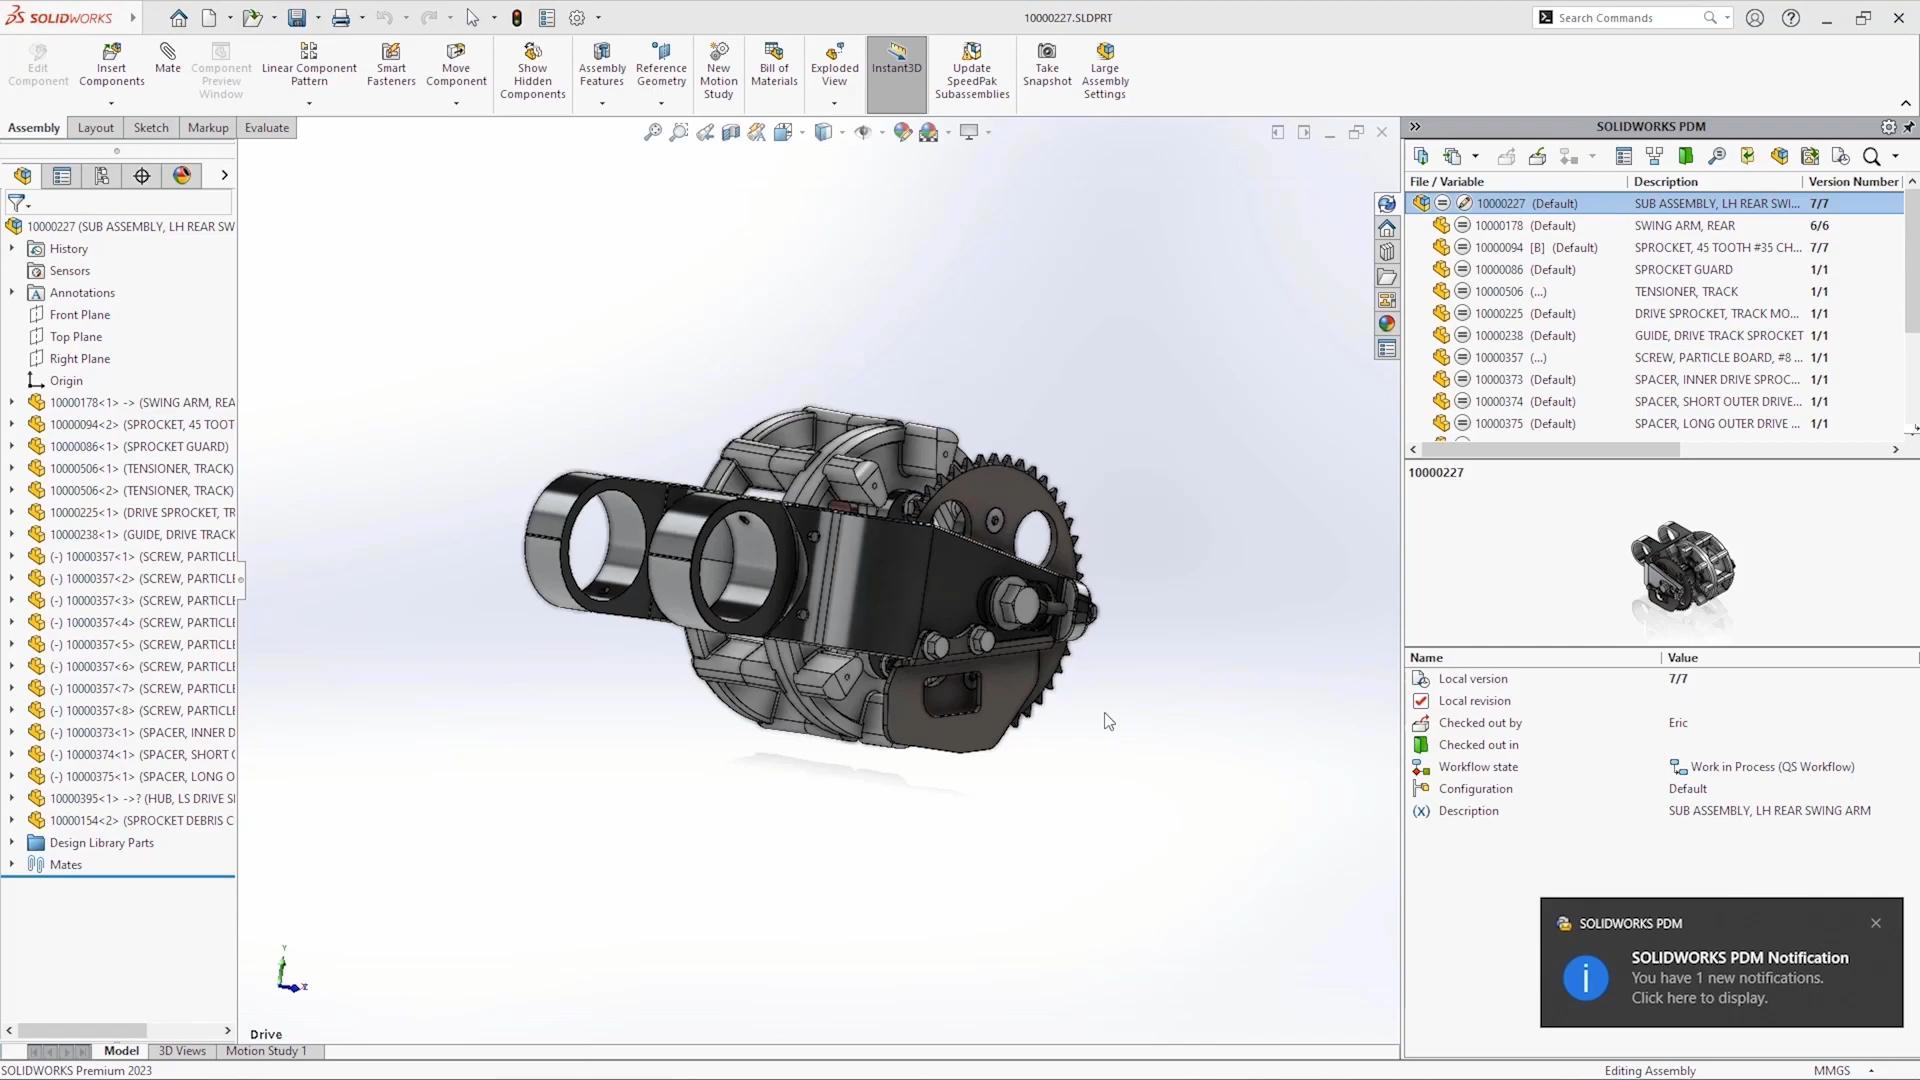 SOLIDWORKS
10000227.SLDPRT
Search Commands
Edit Component
Insert Components
Mate
Component Preview Window
Linear Component Pattern
Smart Fasteners
Move Component
Show Hidden Components
Assembly Features
Reference Geometry
New Motion Study
Bill of Materials
Exploded View
Instant3D
Update SpeedPak Subassemblies
Take Snapshot
Large Assembly Settings
Assembly
Layout
Sketch
Markup
Evaluate
10000227 (SUB ASSEMBLY, LH REAR SW
History
Sensors
Annotations
Front Plane
Top Plane
Right Plane
Origin
10000178<1> -> (SWING ARM, REA
10000094<2> (SPROCKET, 45 TOOT
10000086<1> (SPROCKET GUARD)
10000506<1> (TENSIONER, TRACK)
10000506<2> (TENSIONER, TRACK)
10000225<1> (DRIVE SPROCKET, TR
10000238<1> (GUIDE, DRIVE TRACK
(-) 10000357<1> (SCREW, PARTICLE
(-) 10000357<2> (SCREW, PARTICLE
(-) 10000357<3> (SCREW, PARTICLE
(-) 10000357<4> (SCREW, PARTICLE
(-) 10000357<5> (SCREW, PARTICLE
(-) 10000357<6> (SCREW, PARTICLE
(-) 10000357<7> (SCREW, PARTICLE
(-) 10000357<8> (SCREW, PARTICLE
(-) 10000373<1> (SPACER, INNER D
(-) 10000374<1> (SPACER, SHORT
(-) 10000375<1> (SPACER, LONG O
10000395<1> ->? (HUB, LS DRIVE S
10000154<2> (SPROCKET DEBRIS C
Design Library Parts
Mates
Y
Drive
Model
3D Views
Motion Study 1
SOLIDWORKS Premium 2023
Editing Assembly
MMGS
SOLIDWORKS PDM
File / Variable Description Version Number
10000227 (Default) SUB ASSEMBLY, LH REAR SWI... 7/7
10000178 (Default) SWING ARM, REAR 6/6
10000094 [B] (Default) SPROCKET, 45 TOOTH #35 CH... 7/7
10000086 (Default) SPROCKET GUARD 1/1
10000506 (...) TENSIONER, TRACK 1/1
10000225 (Default) DRIVE SPROCKET, TRACK MO... 1/1
10000238 (Default) GUIDE, DRIVE TRACK SPROCKET 1/1
10000357 (...) SCREW, PARTICLE BOARD, #8 ... 1/1
10000373 (Default) SPACER, INNER DRIVE SPROC... 1/1
10000374 (Default) SPACER, SHORT OUTER DRIVE... 1/1
10000375 (Default) SPACER, LONG OUTER DRIVE ... 1/1
10000227
Name Value
Local version 7/7
Local revision
Checked out by Eric
Checked out in
Workflow state Work in Process (QS Workflow)
Configuration Default
Description SUB ASSEMBLY, LH REAR SWING ARM
SOLIDWORKS PDM
SOLIDWORKS PDM Notification
You have 1 new notifications.
Click here to display.